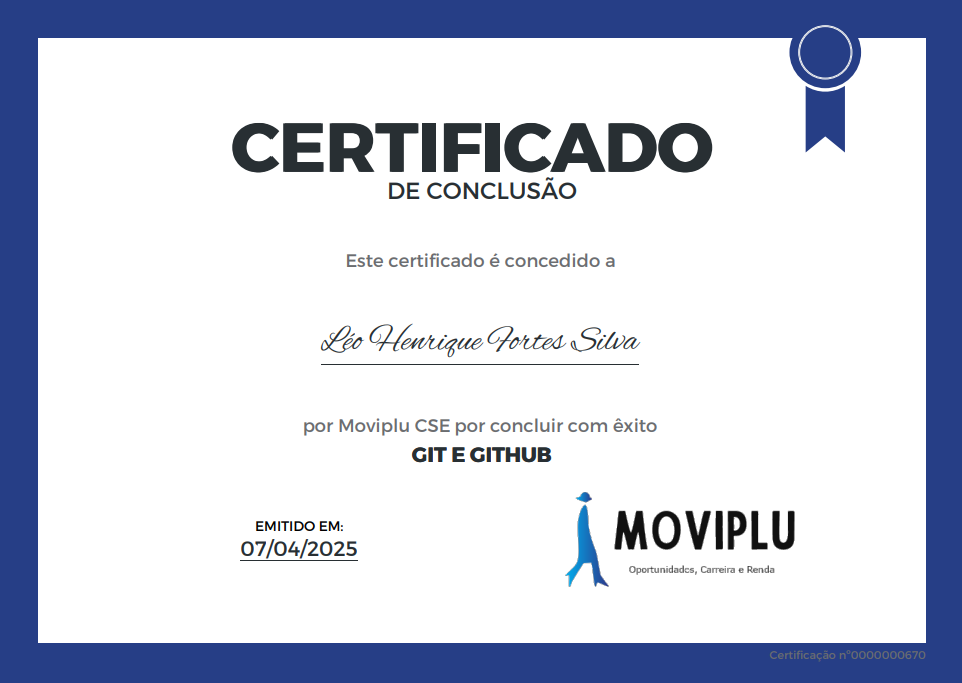 CERTIFICADO
DE CONCLUSÃO
Este certificado é concedido a
Léo Henrique Fortes Silva
por Moviplu CSE por concluir com êxito
GIT E GITHUB
EMITIDO EM:
07/04/2025
MOVIPLU
Oportunidades, Carreira e Renda
Certificação nº0000000670